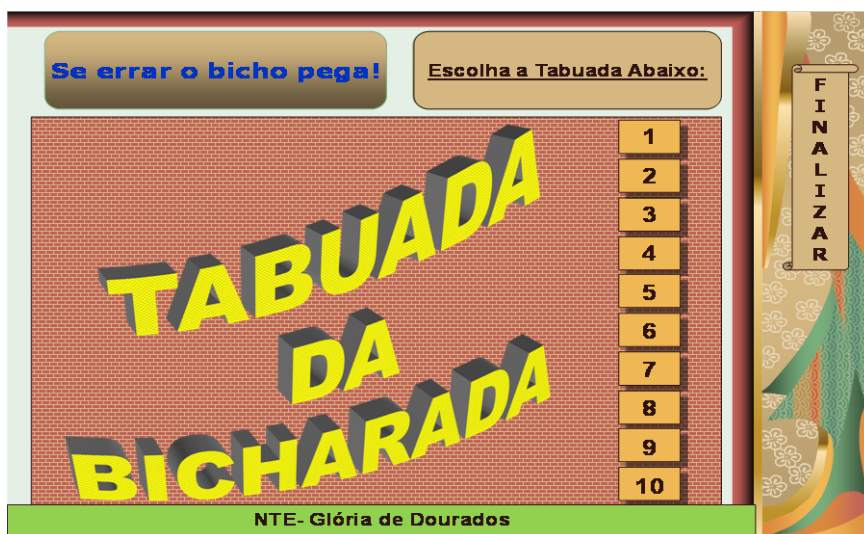 Se errar o bicho pega!
Escolha a Tabuada Abaixo:
TABUADA
DA
BICHARADA
1
2
3
4
5
6
7
8
9
10
FINALIZAR
NTE- Glória de Dourados